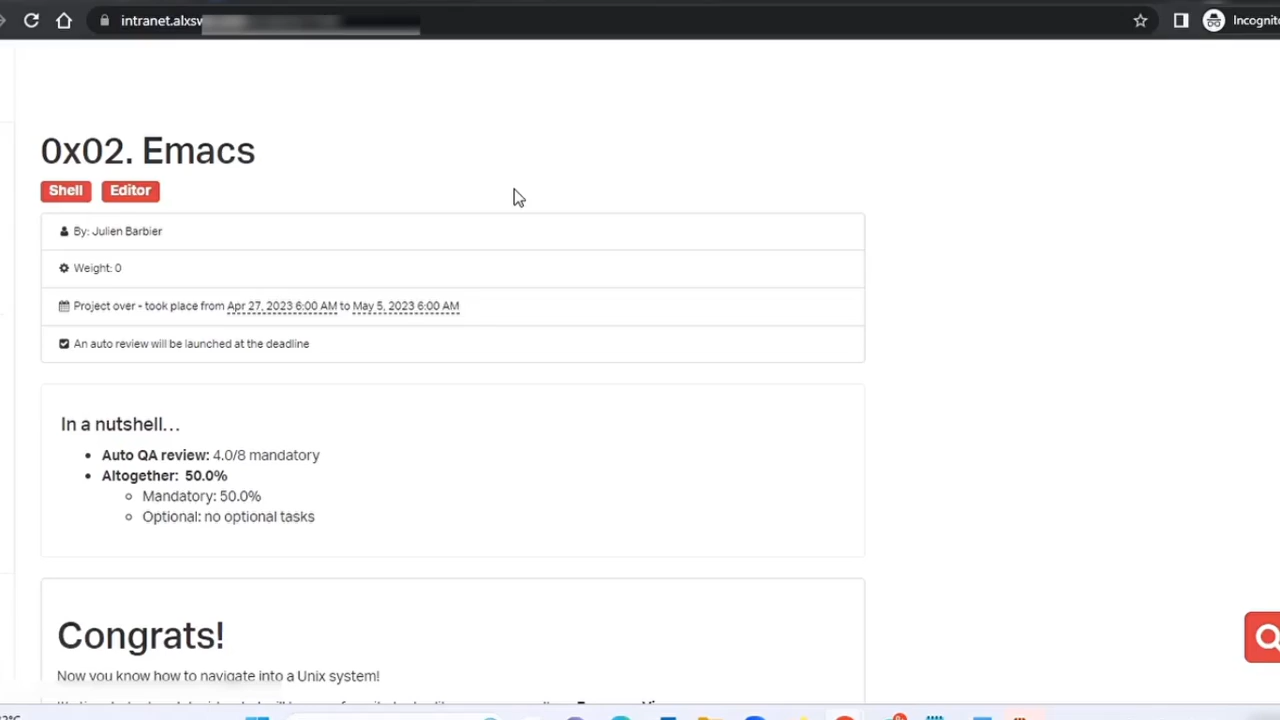 intranet.alxsw
Incognito
0x02. Emacs
Shell Editor
By: Julien Barbier
Weight: 0
Project over - took place from Apr 27, 2023 6:00 AM to May 5, 2023 6:00 AM
An auto review will be launched at the deadline
In a nutshell…
Auto QA review: 4.0/8 mandatory
Altogether: 50.0%
Mandatory: 50.0%
Optional: no optional tasks
Congrats!
Now you know how to navigate into a Unix system!